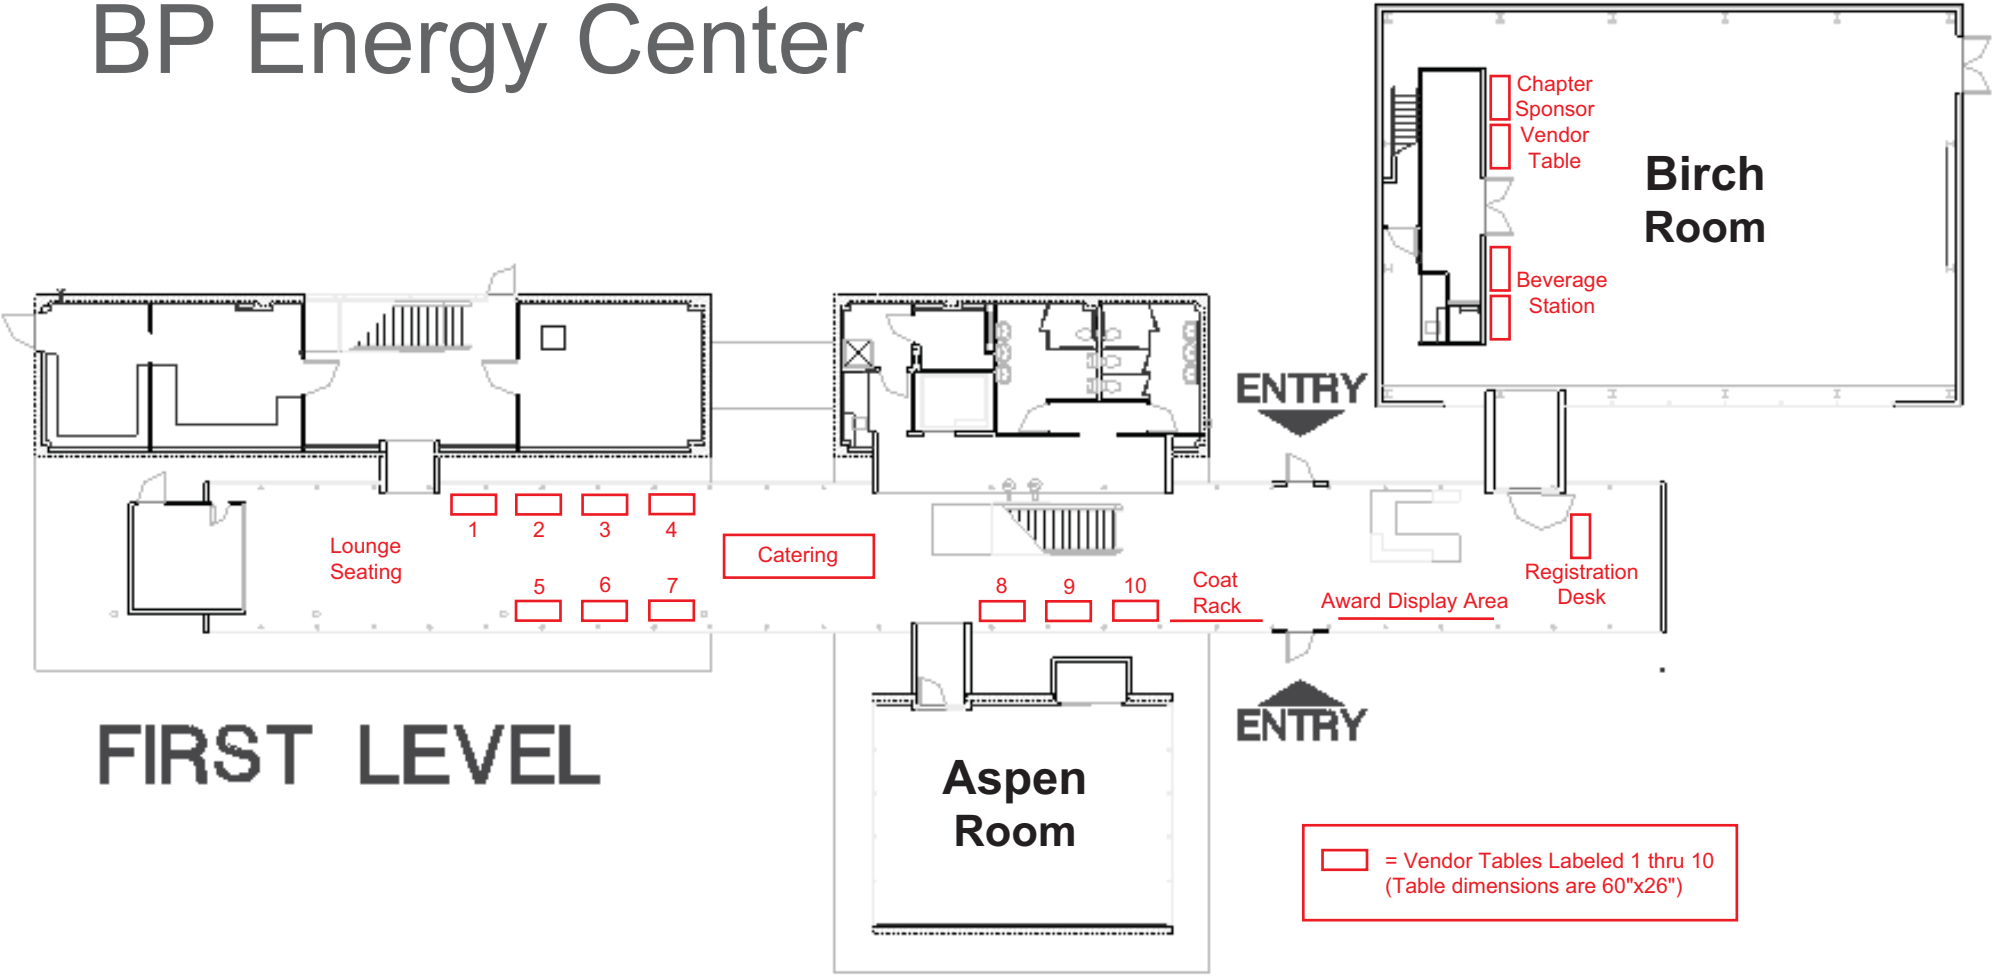 BP Energy Center
Chapter
Sponsor
Vendor
Table
Birch
Room
Beverage
Station
ENTRY
1
2
3
4
Lounge
Seating
Catering
5
6
7
8
9
10
Coat
Rack
Award Display Area
Registration
Desk
ENTRY
FIRST LEVEL
Aspen
Room
= Vendor Tables Labeled 1 thru 10
(Table dimensions are 60"x26")